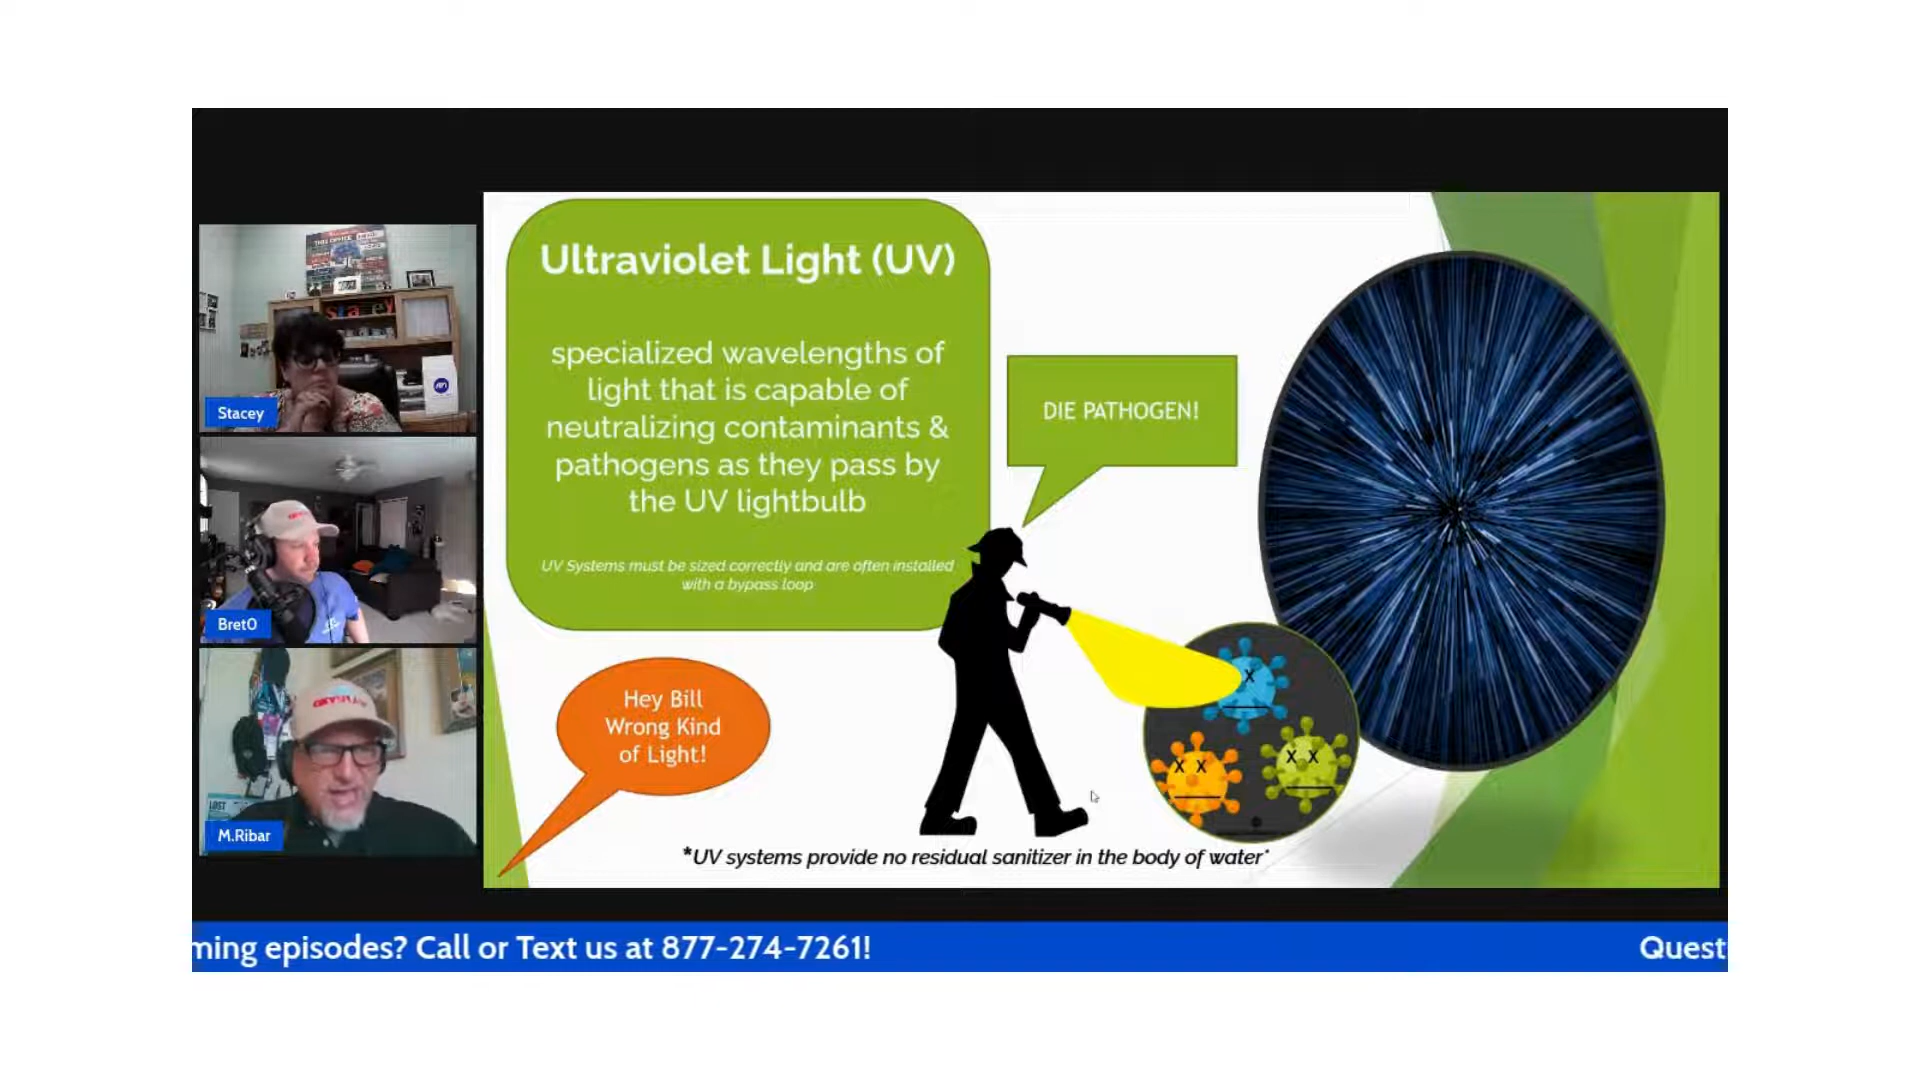 Stacey
BretO
M.Ribar
stacey
Ultraviolet Light (UV)
specialized wavelengths of
light that is capable of
neutralizing contaminants &
pathogens as they pass by
the UV lightbulb
UV Systems must be sized correctly and are often installed
with a bypass loop
DIE PATHOGEN!
Hey Bill
Wrong Kind
of Light!
X
X X
X X
*UV systems provide no residual sanitizer in the body of water*
ming episodes? Call or Text us at 877-274-7261!
Quest